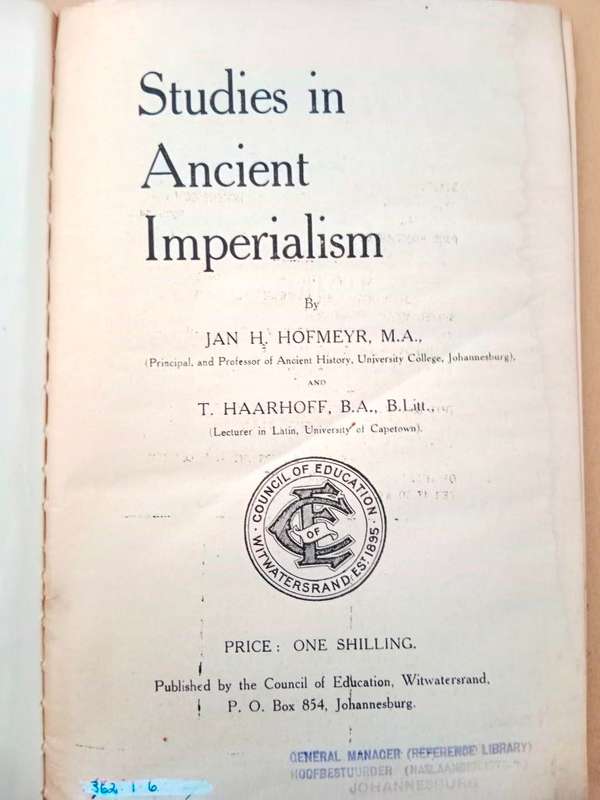 Studies in
Ancient
Imperialism
By
JAN H. HOFMEYR, M.A.,
(Principal, and Professor of Ancient History, University College, Johannesburg),
AND
T. HAARHOFF, B.A., B.Litt.,
(Lecturer in Latin, University of Capetown).
COUNCIL OF EDUCATION
WITWATERSRAND EST. 1895
CE
OF
PRICE: ONE SHILLING.
Published by the Council of Education, Witwatersrand,
P. O. Box 854, Johannesburg.
GENERAL MANAGER (REFERENCE LIBRARY)
HOOFBESTUURDER
JOHANNESBURG
362.1.6